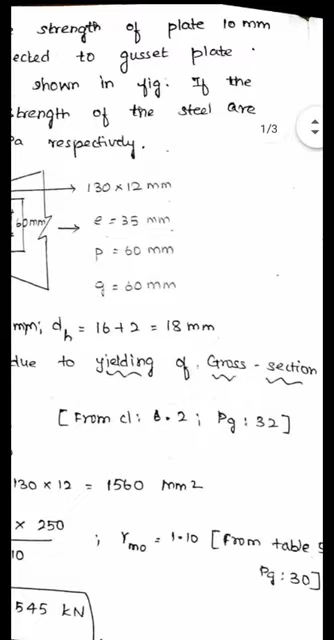 strength of plate 10 mm
ected to gusset plate.
shown in fig. If the
strength of the steel are
pa respectively.
1/3
130 × 12 mm
60mm
e = 35 mm
p = 60 mm
g = 60 mm
mm; dh = 16 + 2 = 18 mm
due to yielding of Gross - section
[From cl: 6.2; Pg: 32]
130 × 12 = 1560 mm2
× 250
10
; γmo = 1.10 [From table 5
Pg: 30]
545 kN